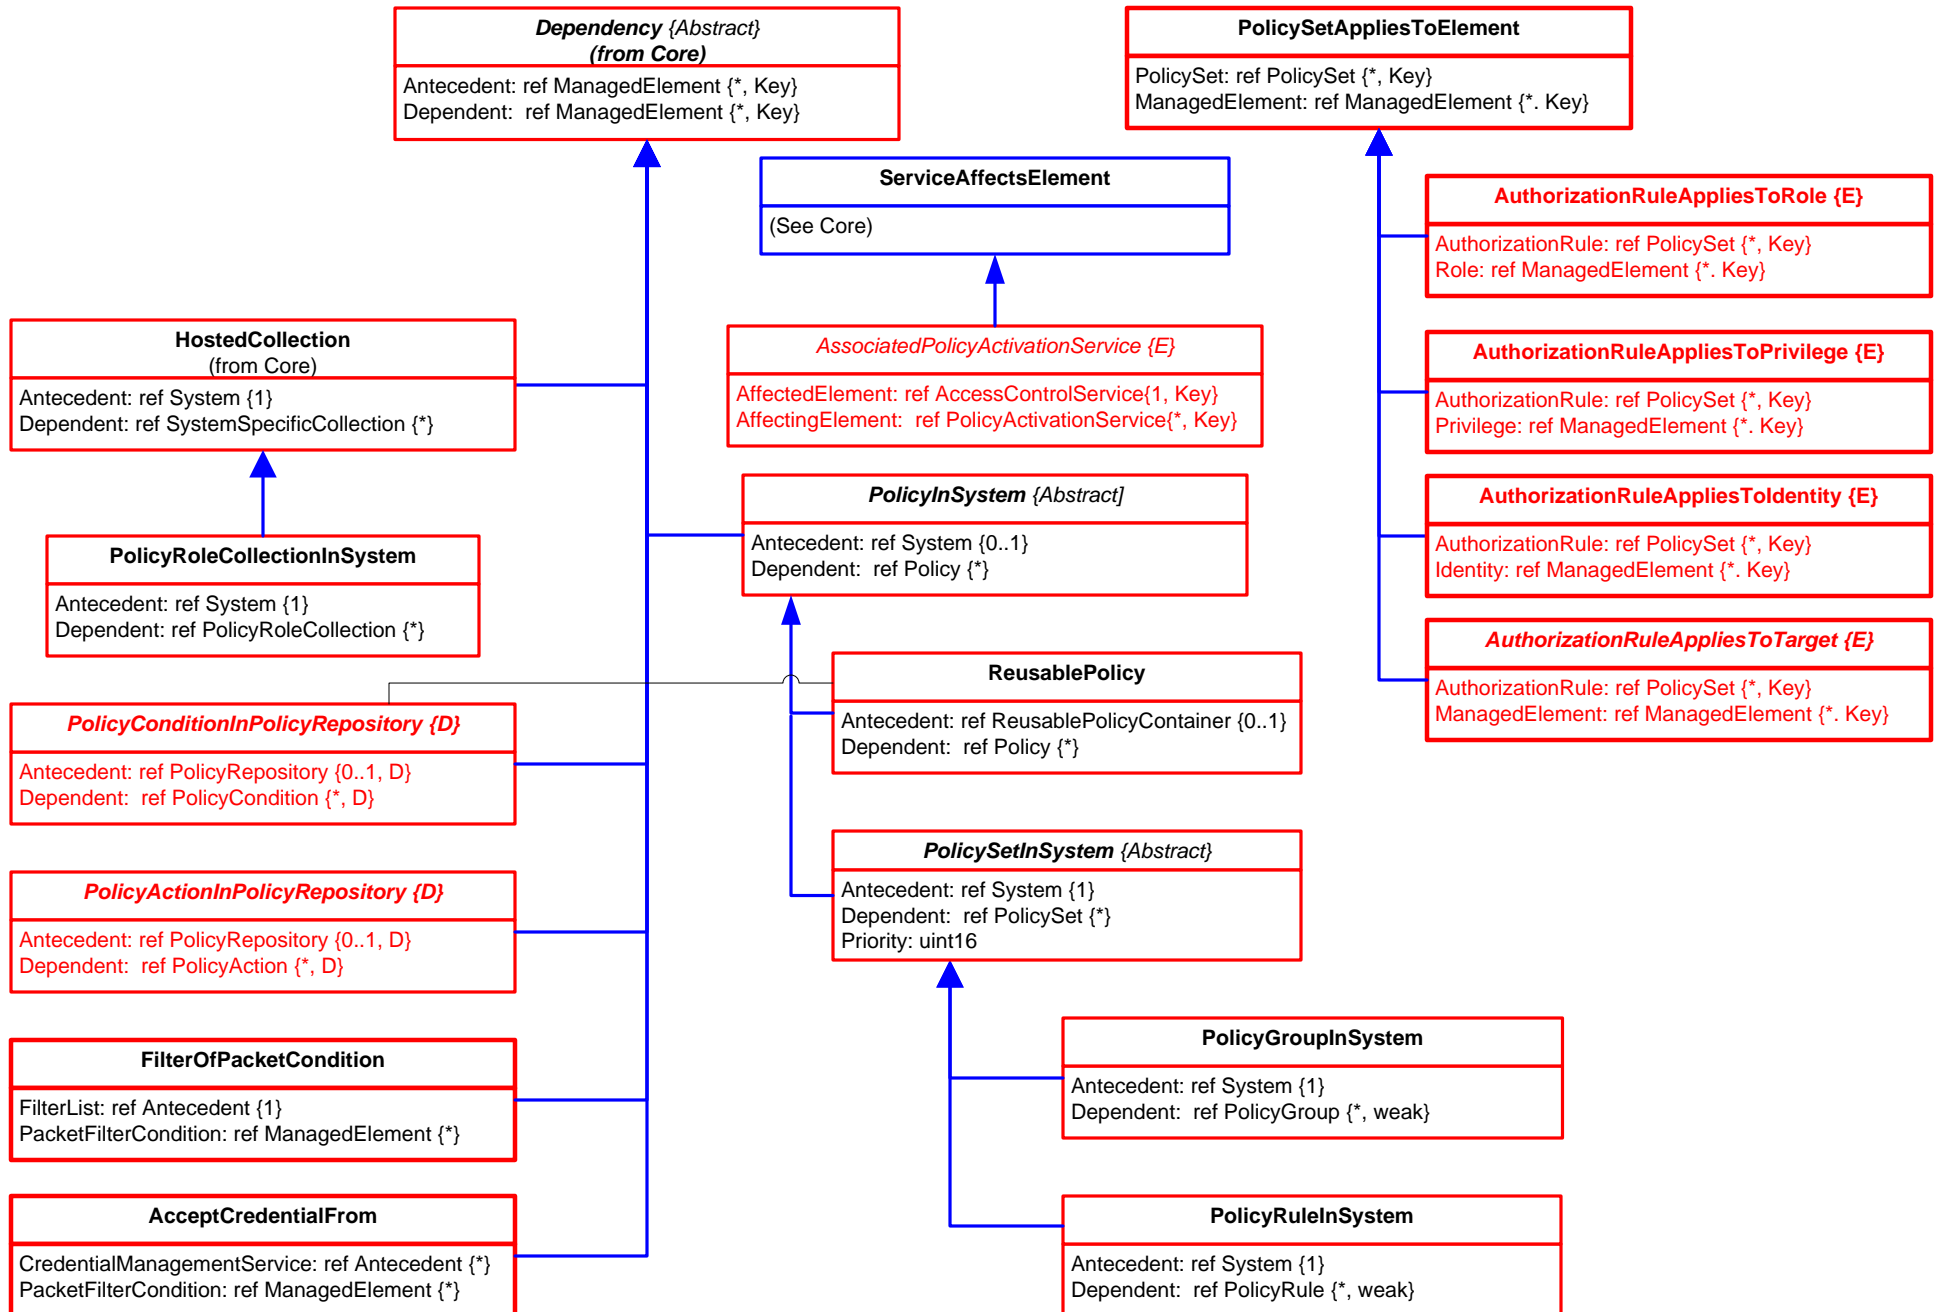 Dependency {Abstract}
(from Core)
Antecedent: ref ManagedElement {*, Key}
Dependent: ref ManagedElement {*, Key}
PolicySetAppliesToElement
PolicySet: ref PolicySet {*, Key}
ManagedElement: ref ManagedElement {*. Key}
ServiceAffectsElement
(See Core)
AuthorizationRuleAppliesToRole {E}
AuthorizationRule: ref PolicySet {*, Key}
Role: ref ManagedElement {*. Key}
HostedCollection
(from Core)
Antecedent: ref System {1}
Dependent: ref SystemSpecificCollection {*}
AssociatedPolicyActivationService {E}
AffectedElement: ref AccessControlService{1, Key}
AffectingElement: ref PolicyActivationService{*, Key}
AuthorizationRuleAppliesToPrivilege {E}
AuthorizationRule: ref PolicySet {*, Key}
Privilege: ref ManagedElement {*. Key}
PolicyInSystem {Abstract]
Antecedent: ref System {0..1}
Dependent: ref Policy {*}
AuthorizationRuleAppliesToIdentity {E}
AuthorizationRule: ref PolicySet {*, Key}
Identity: ref ManagedElement {*. Key}
PolicyRoleCollectionInSystem
Antecedent: ref System {1}
Dependent: ref PolicyRoleCollection {*}
AuthorizationRuleAppliesToTarget {E}
AuthorizationRule: ref PolicySet {*, Key}
ManagedElement: ref ManagedElement {*. Key}
ReusablePolicy
Antecedent: ref ReusablePolicyContainer {0..1}
Dependent: ref Policy {*}
PolicyConditionInPolicyRepository {D}
Antecedent: ref PolicyRepository {0..1, D}
Dependent: ref PolicyCondition {*, D}
PolicySetInSystem {Abstract}
Antecedent: ref System {1}
Dependent: ref PolicySet {*}
Priority: uint16
PolicyActionInPolicyRepository {D}
Antecedent: ref PolicyRepository {0..1, D}
Dependent: ref PolicyAction {*, D}
PolicyGroupInSystem
Antecedent: ref System {1}
Dependent: ref PolicyGroup {*, weak}
FilterOfPacketCondition
FilterList: ref Antecedent {1}
PacketFilterCondition: ref ManagedElement {*}
AcceptCredentialFrom
CredentialManagementService: ref Antecedent {*}
PacketFilterCondition: ref ManagedElement {*}
PolicyRuleInSystem
Antecedent: ref System {1}
Dependent: ref PolicyRule {*, weak}